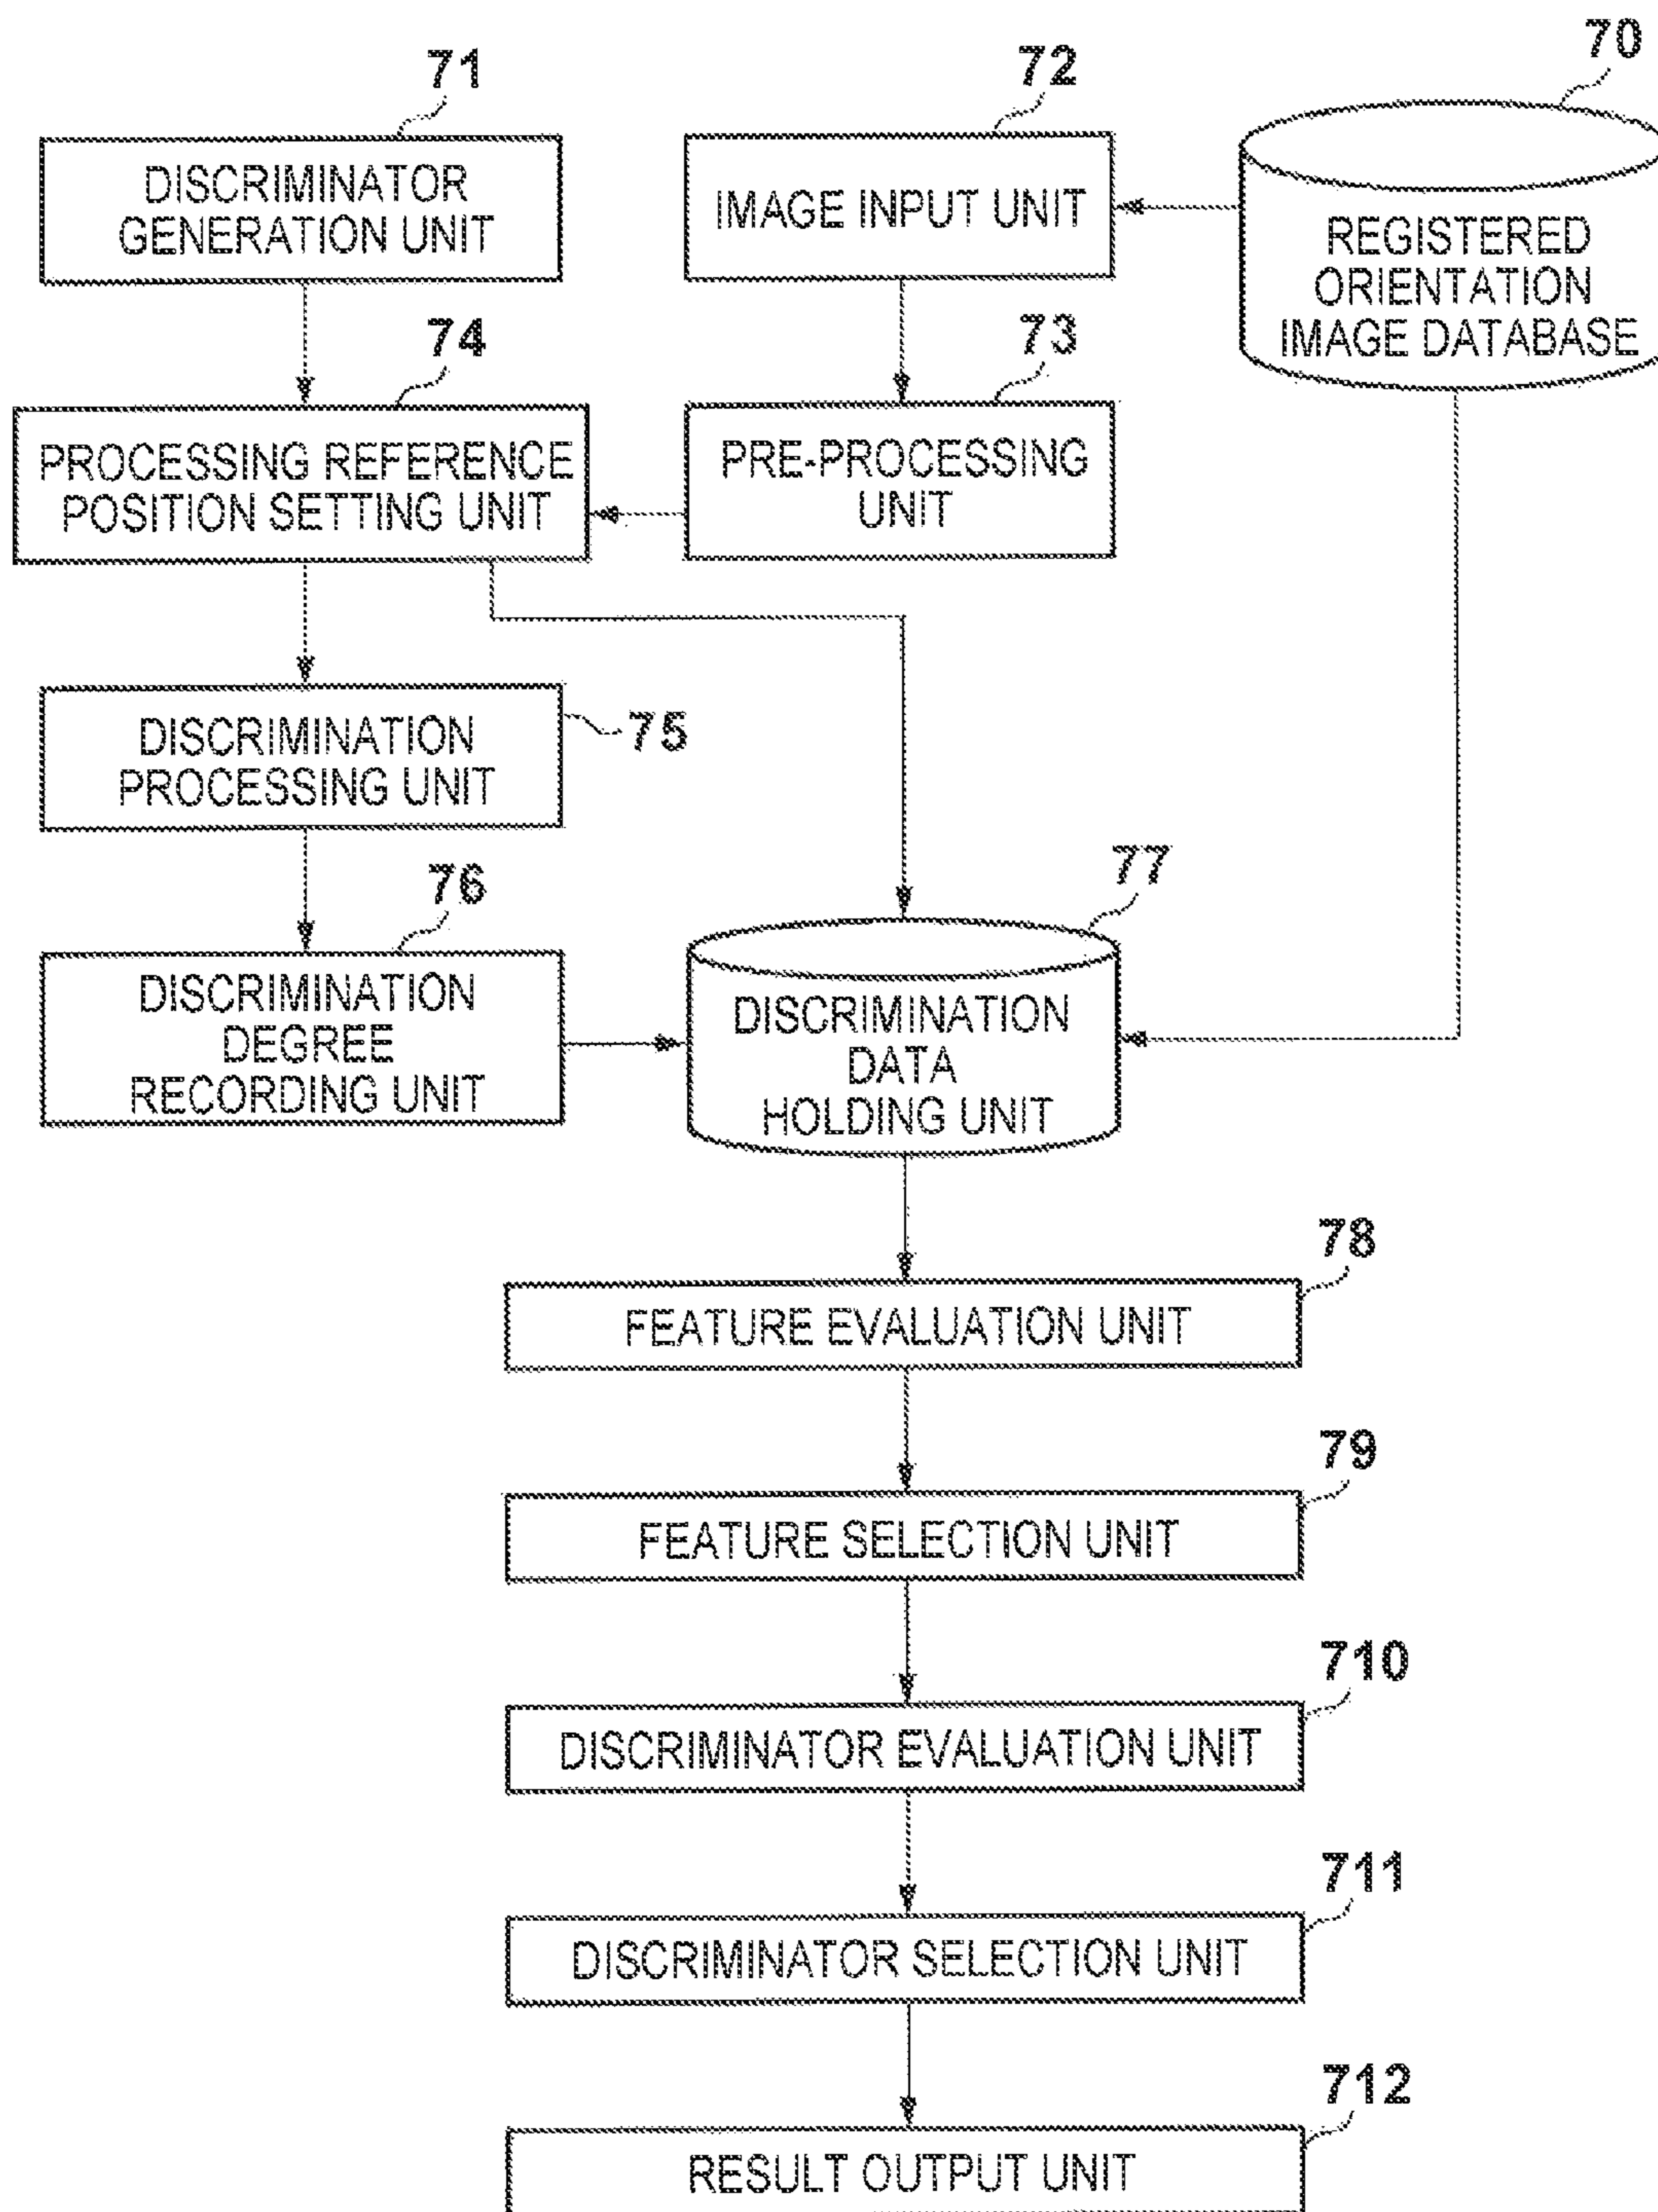 70
71
72
DISCRIMINATOR
GENERATION UNIT
IMAGE INPUT UNIT
REGISTERED
ORIENTATION
IMAGE DATABASE
74
73
PROCESSING REFERENCE
POSITION SETTING UNIT
PRE-PROCESSING
UNIT
75
DISCRIMINATION
PROCESSING UNIT
76
77
DISCRIMINATION
DEGREE
RECORDING UNIT
DISCRIMINATION
DATA
HOLDING UNIT
78
FEATURE EVALUATION UNIT
79
FEATURE SELECTION UNIT
710
DISCRIMINATOR EVALUATION UNIT
711
DISCRIMINATOR SELECTION UNIT
712
RESULT OUTPUT UNIT